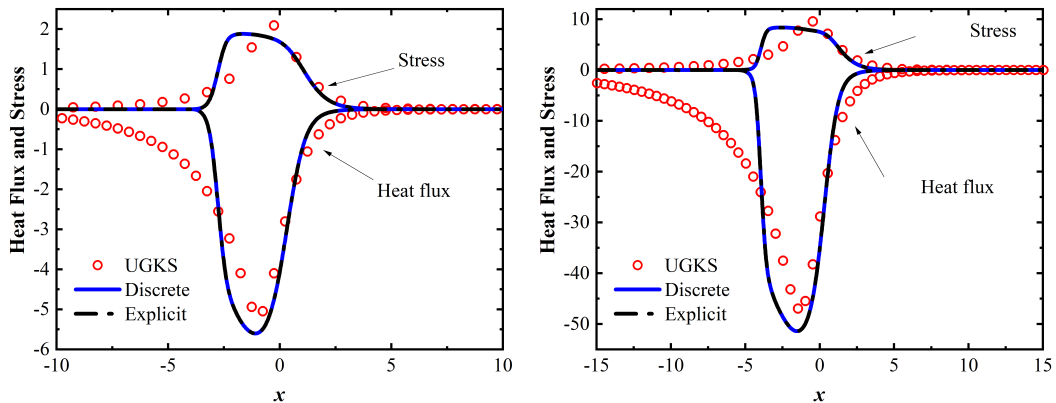 Heat Flux and Stress
2
1
0
-1
-2
-3
-4
-5
-6
-10
-5
0
5
10
x
Stress
Heat flux
UGKS
Discrete
Explicit
Heat Flux and Stress
10
0
-10
-20
-30
-40
-50
-15
-10
-5
0
5
10
15
x
Stress
Heat flux
UGKS
Discrete
Explicit